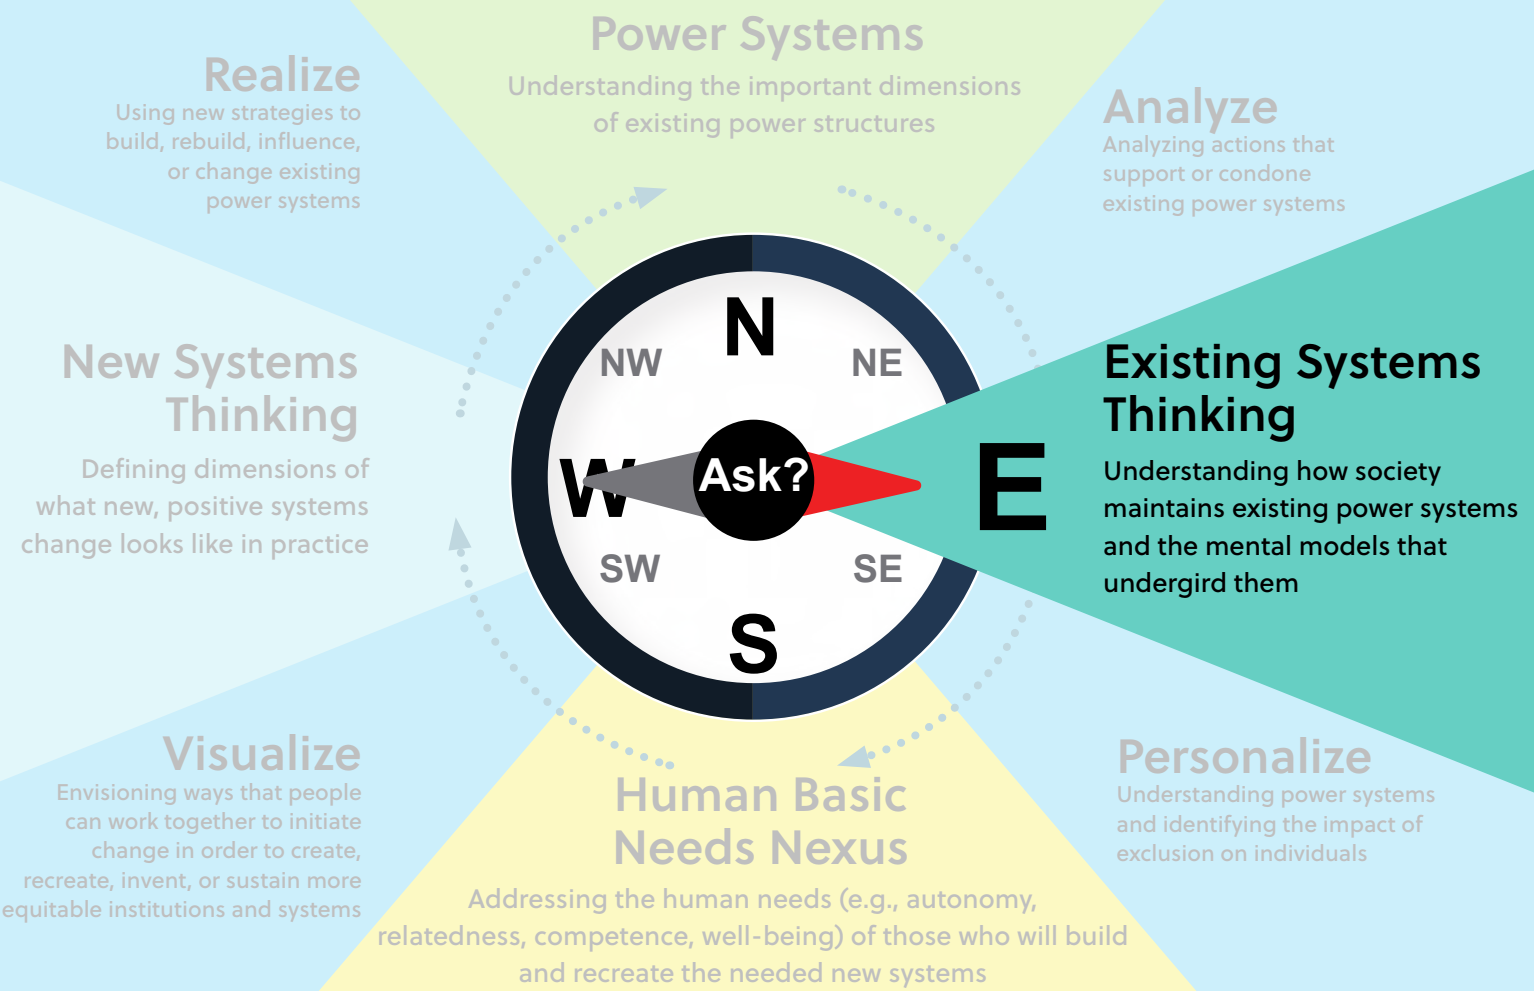 Power Systems
Understanding the important dimensions
of existing power structures
Realize
Using new strategies to
build, rebuild, influence,
or change existing
power systems
Analyze
Analyzing actions that
support or condone
existing power systems
New Systems
Thinking
Defining dimensions of
what new, positive systems
change looks like in practice
N
NW
NE
W
Ask?
E
SW
SE
S
Existing Systems
Thinking
Understanding how society
maintains existing power systems
and the mental models that
undergird them
Visualize
Envisioning ways that people
can work together to initiate
change in order to create,
recreate, invent, or sustain more
equitable institutions and systems
Human Basic
Needs Nexus
Addressing the human needs (e.g., autonomy,
relatedness, competence, well-being) of those who will build
and recreate the needed new systems
Personalize
Understanding power systems
and identifying the impact of
exclusion on individuals